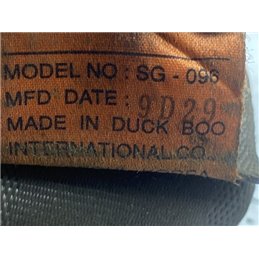 MODEL NO : SG - 096
MFD DATE : 9D29
MADE IN DUCK BOO
INTERNATIONAL CO.